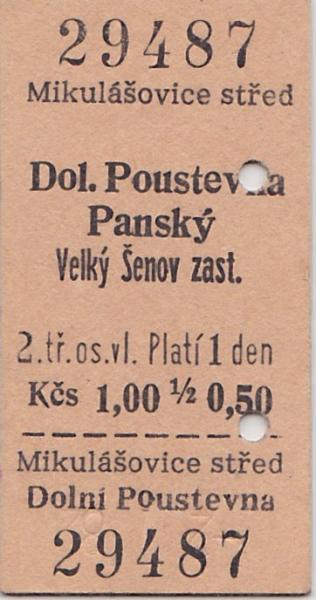 29487
Mikulášovice střed
Dol. Poustevna
Panský
Velký Šenov zast.
2.tř.os.vl. Platí 1 den
Kčs 1,00 ½ 0,50
Mikulášovice střed
Dolní Poustevna
29487